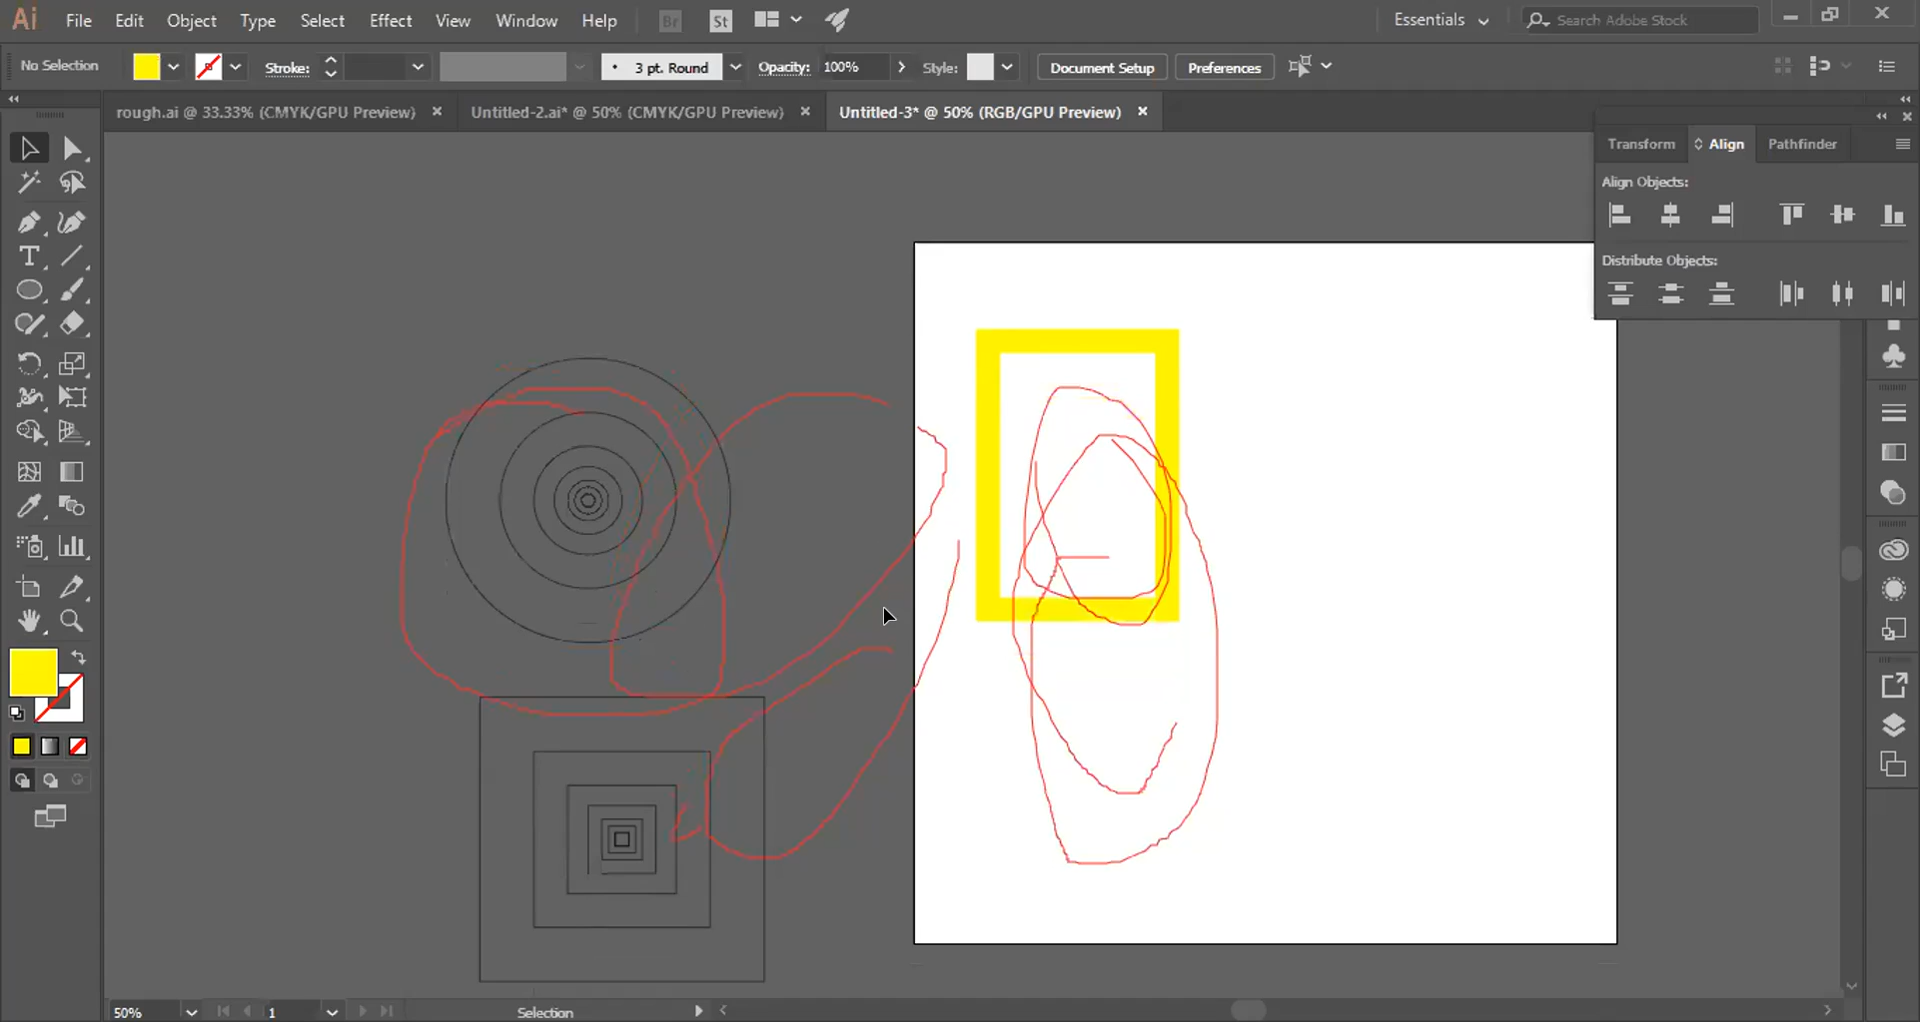 Ai File Edit Object Type Select Effect View Window Help Br St Essentials Search Adobe Stock
No Selection Stroke: 3 pt. Round Opacity: 100% Style: Document Setup Preferences
rough.ai @ 33.33% (CMYK/GPU Preview) Untitled-2.ai* @ 50% (CMYK/GPU Preview) Untitled-3* @ 50% (RGB/GPU Preview)
Transform Align Pathfinder
Align Objects:
Distribute Objects:
50% 1 Selection